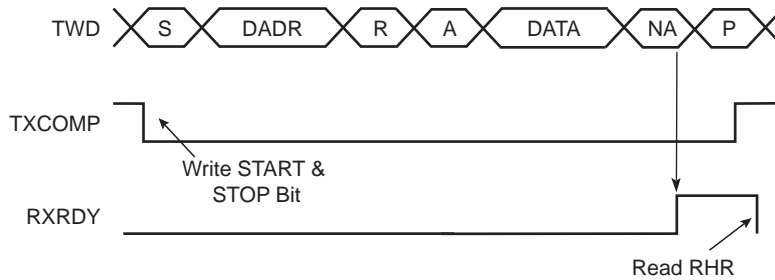 TWD S DADR R A DATA NA P
TXCOMP
Write START &
STOP Bit
RXRDY
Read RHR